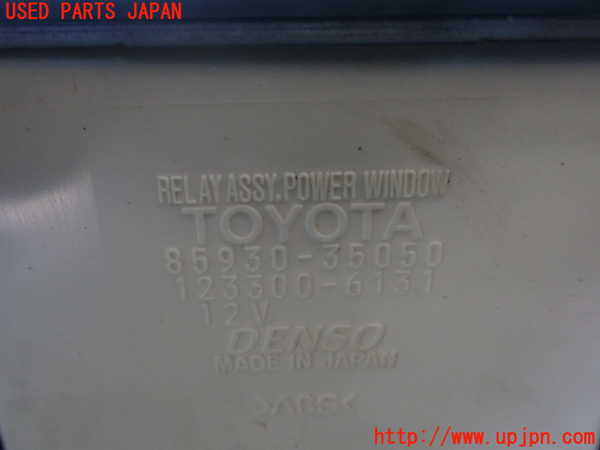 USED PARTS JAPAN
RELAY ASSY, POWER WINDOW
TOYOTA
85930-35050
123300-6131
12V
DENSO
MADE IN JAPAN
>ABS<
http://www.upjpn.com/